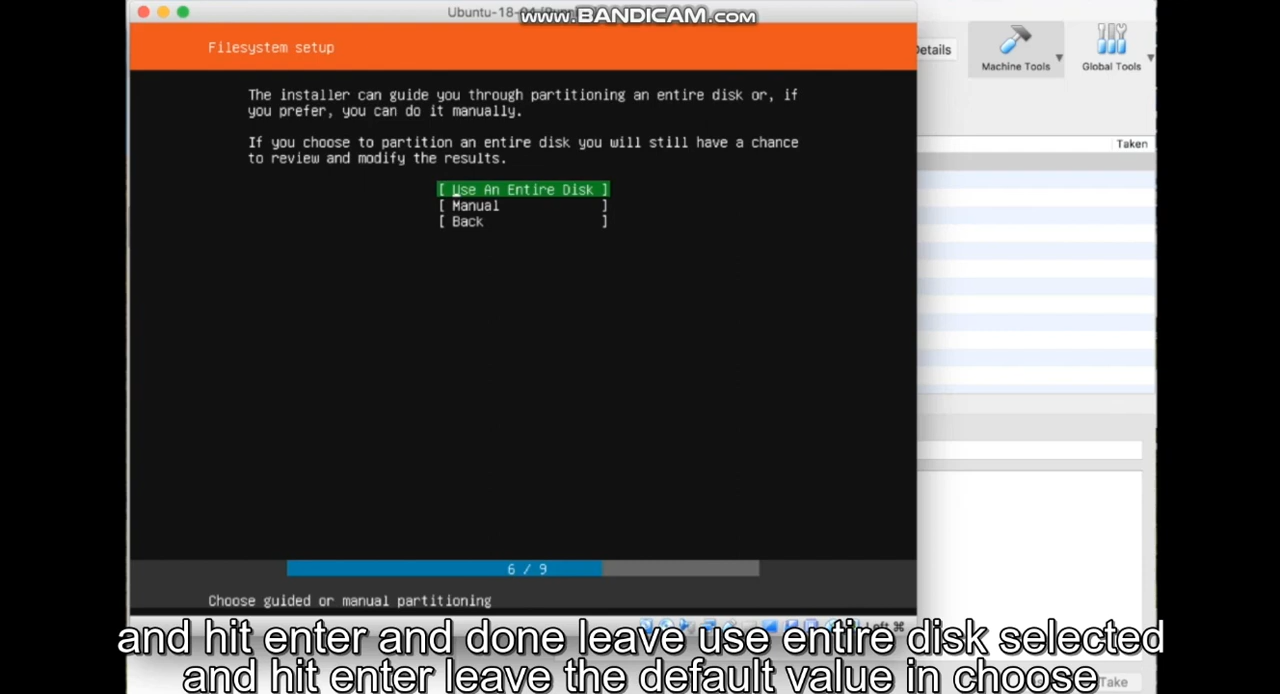 Ubuntu-18-
www.BANDICAM.com
Filesystem setup
Details
Machine Tools
Global Tools
The installer can guide you through partitioning an entire disk or, if
you prefer, you can do it manually.
Taken
If you choose to partition an entire disk you will still have a chance
to review and modify the results.
[ Use An Entire Disk ]
[ Manual ]
[ Back ]
6 / 9
Choose guided or manual partitioning
Left ⌘
and hit enter and done leave use entire disk selected
and hit enter leave the default value in choose
Take